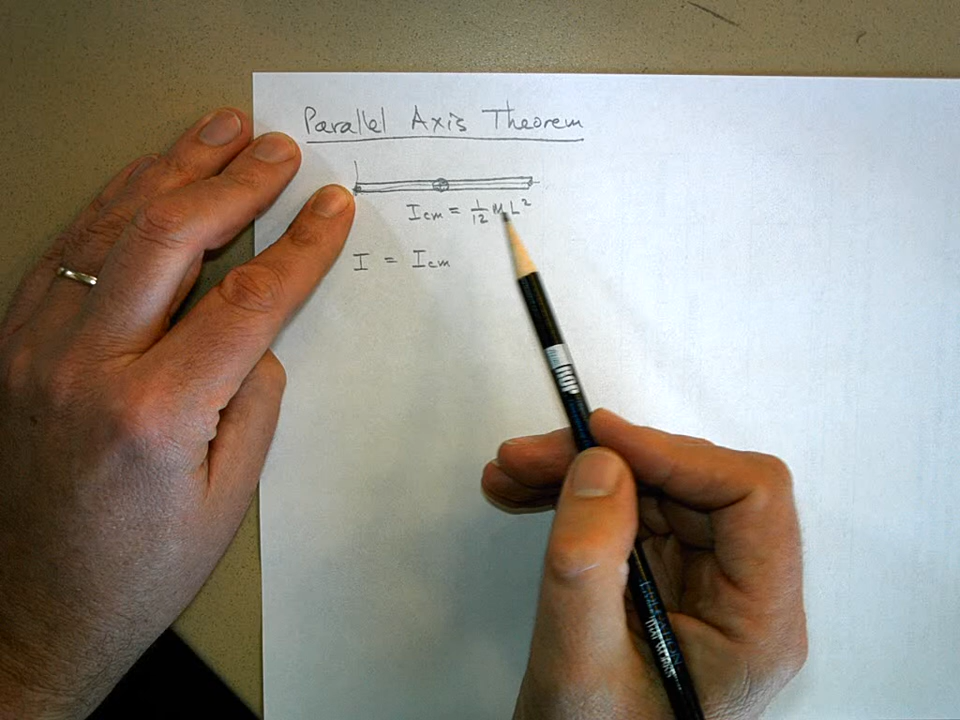 Parallel Axis Theorem
Icm = 1/12 ML²
I = Icm